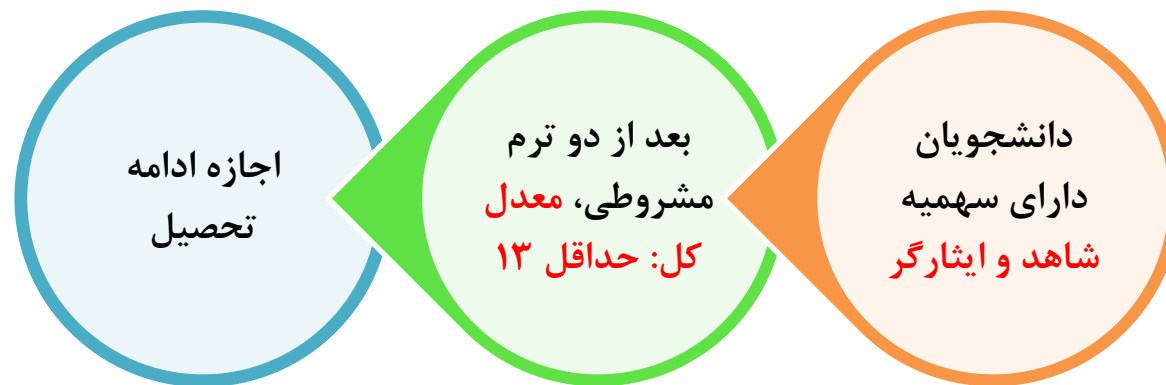 دانشجویان
دارای سهمیه
شاهد و ایثارگر
بعد از دو ترم
مشروطی، معدل
کل: حداقل ۱۳
اجازه ادامه
تحصیل